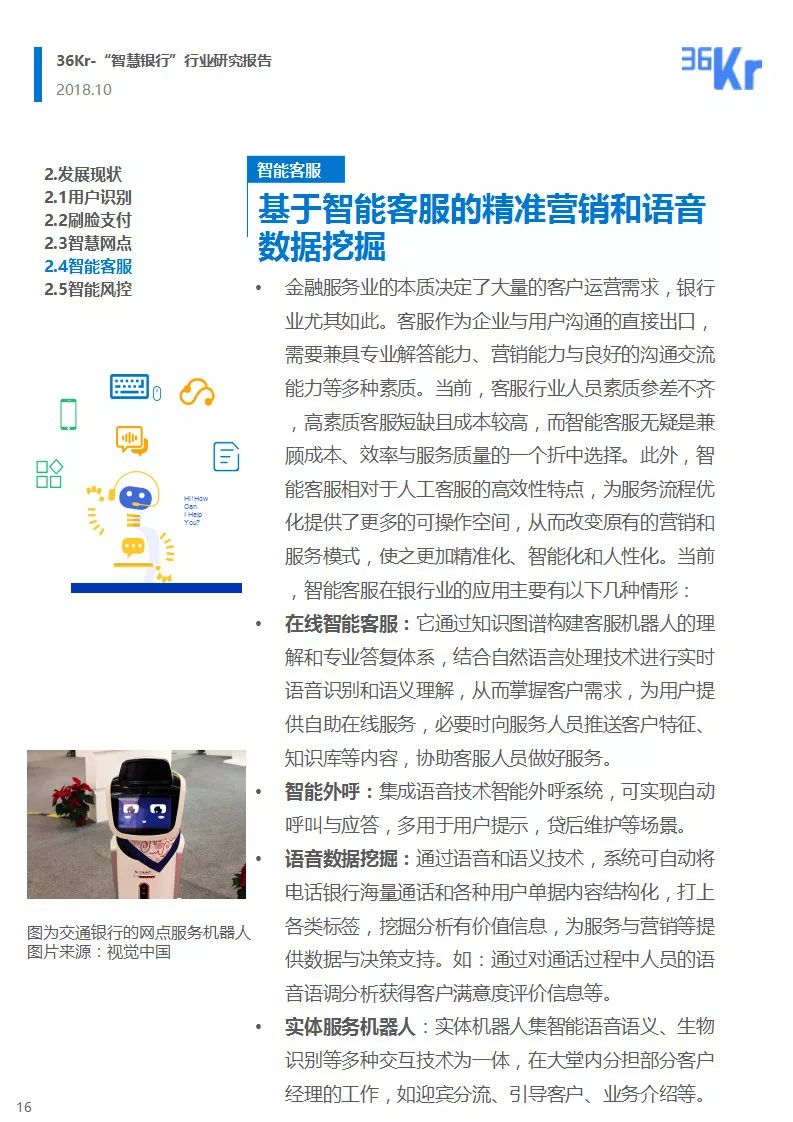 36Kr-“智慧银行”行业研究报告
2018.10
36Kr
2.发展现状
2.1用户识别
2.2刷脸支付
2.3智慧网点
2.4智能客服
2.5智能风控
Hi! How
Can
I Help
You?
图为交通银行的网点服务机器人
图片来源：视觉中国
智能客服
基于智能客服的精准营销和语音
数据挖掘
• 金融服务业的本质决定了大量的客户运营需求，银行
业尤其如此。客服作为企业与用户沟通的直接出口，
需要兼具专业解答能力、营销能力与良好的沟通交流
能力等多种素质。当前，客服行业人员素质参差不齐
，高素质客服短缺且成本较高，而智能客服无疑是兼
顾成本、效率与服务质量的一个折中选择。此外，智
能客服相对于人工客服的高效性特点，为服务流程优
化提供了更多的可操作空间，从而改变原有的营销和
服务模式，使之更加精准化、智能化和人性化。当前
，智能客服在银行业的应用主要有以下几种情形：
• 在线智能客服：它通过知识图谱构建客服机器人的理
解和专业答复体系，结合自然语言处理技术进行实时
语音识别和语义理解，从而掌握客户需求，为用户提
供自助在线服务，必要时向服务人员推送客户特征、
知识库等内容，协助客服人员做好服务。
• 智能外呼：集成语音技术智能外呼系统，可实现自动
呼叫与应答，多用于用户提示，贷后维护等场景。
• 语音数据挖掘：通过语音和语义技术，系统可自动将
电话银行海量通话和各种用户单据内容结构化，打上
各类标签，挖掘分析有价值信息，为服务与营销等提
供数据与决策支持。如：通过对通话过程中人员的语
音语调分析获得客户满意度评价信息等。
• 实体服务机器人：实体机器人集智能语音语义、生物
识别等多种交互技术为一体，在大堂内分担部分客户
经理的工作，如迎宾分流、引导客户、业务介绍等。
16